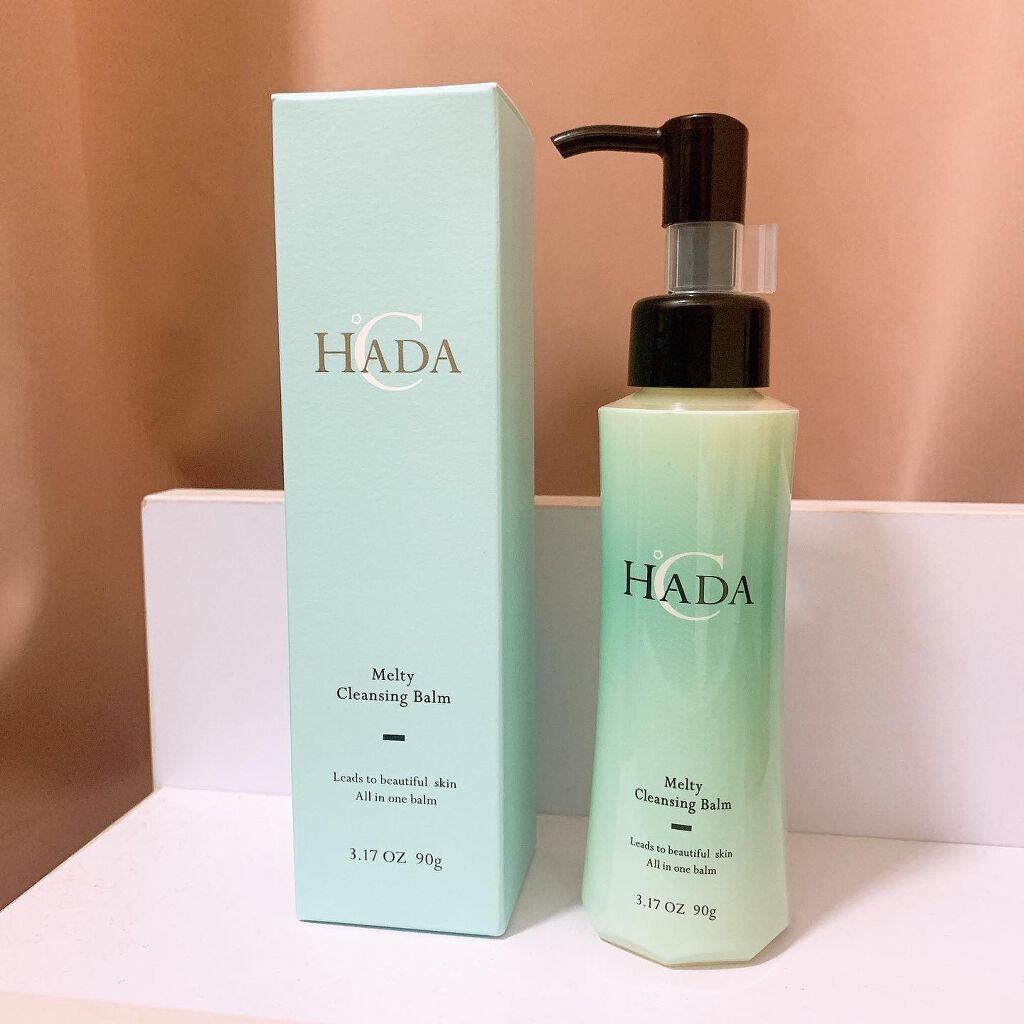 ℃
HADA
Melty
Cleansing Balm
Leads to beautiful skin
All in one balm
3.17 OZ 90g
℃
HADA
Melty
Cleansing Balm
Leads to beautiful skin
All in one balm
3.17 OZ 90g